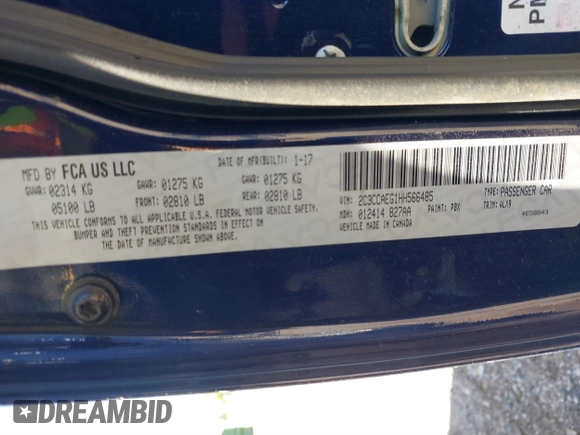 N
PM
MFD BY FCA US LLC
DATE OF MFR(BUILT): 1-17
GVWR: 02314 KG
05100 LB
GAWR: 01275 KG
FRONT: 02810 LB
GAWR: 01275 KG
REAR: 02810 LB
THIS VEHICLE CONFORMS TO ALL APPLICABLE U.S.A. FEDERAL MOTOR VEHICLE SAFETY,
BUMPER AND THEFT PREVENTION STANDARDS IN EFFECT ON
THE DATE OF MANUFACTURE SHOWN ABOVE.
VIN: 2C3CCAEG1HH566485
TYPE: PASSENGER CAR
MDH: 012414 827AA
PAINT: PBX
TRIM: ALX9
VEHICLE MADE IN CANADA
4658043
DREAMBID